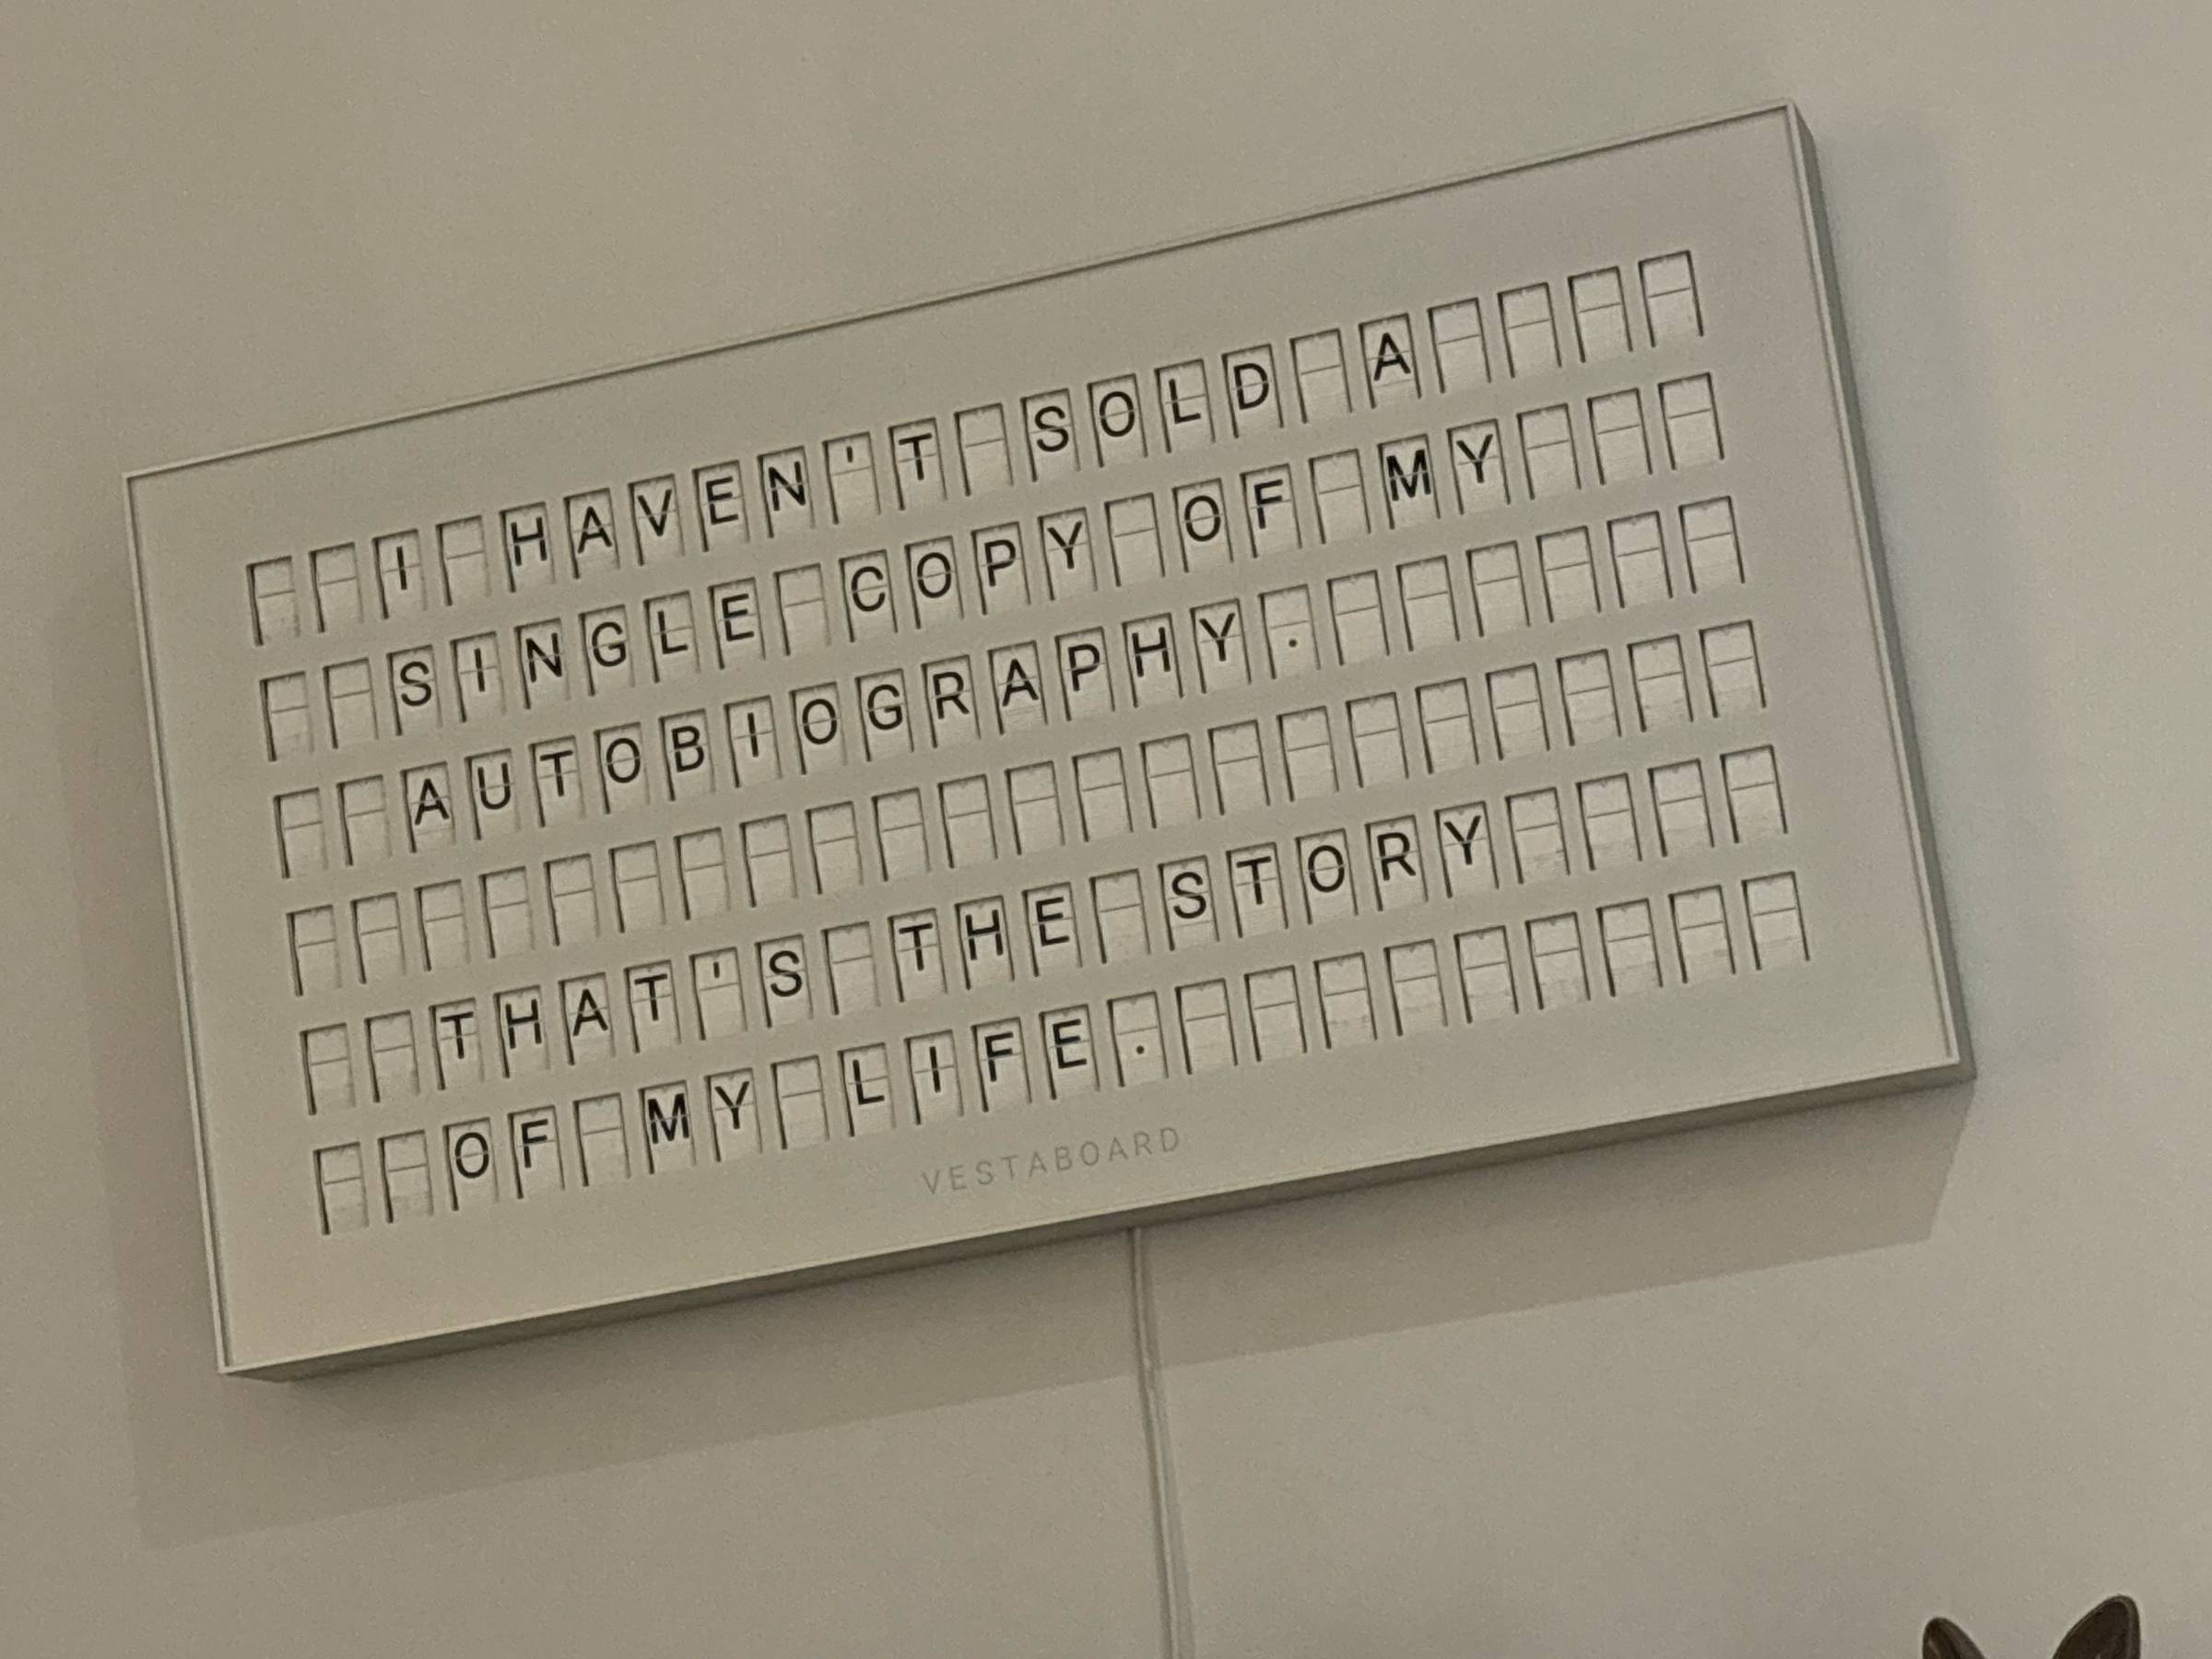 I HAVEN'T SOLD A
SINGLE COPY OF MY
AUTOBIOGRAPHY.
THAT'S THE STORY
OF MY LIFE.
VESTABOARD